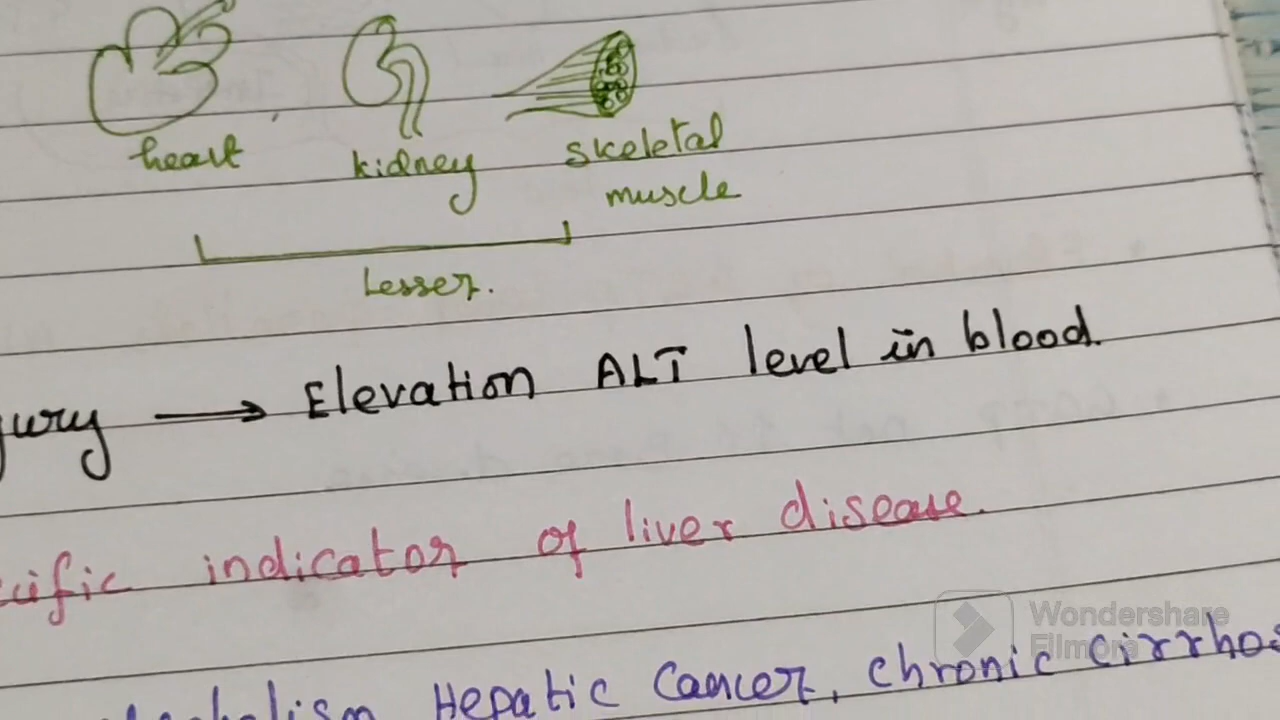 heart kidney skeletal
muscle
Lesser.
jury → Elevation ALT level in blood.
cific indicator of liver disease.
Hepatic Cancer, chronic cirrhos
Wondershare
Filmora